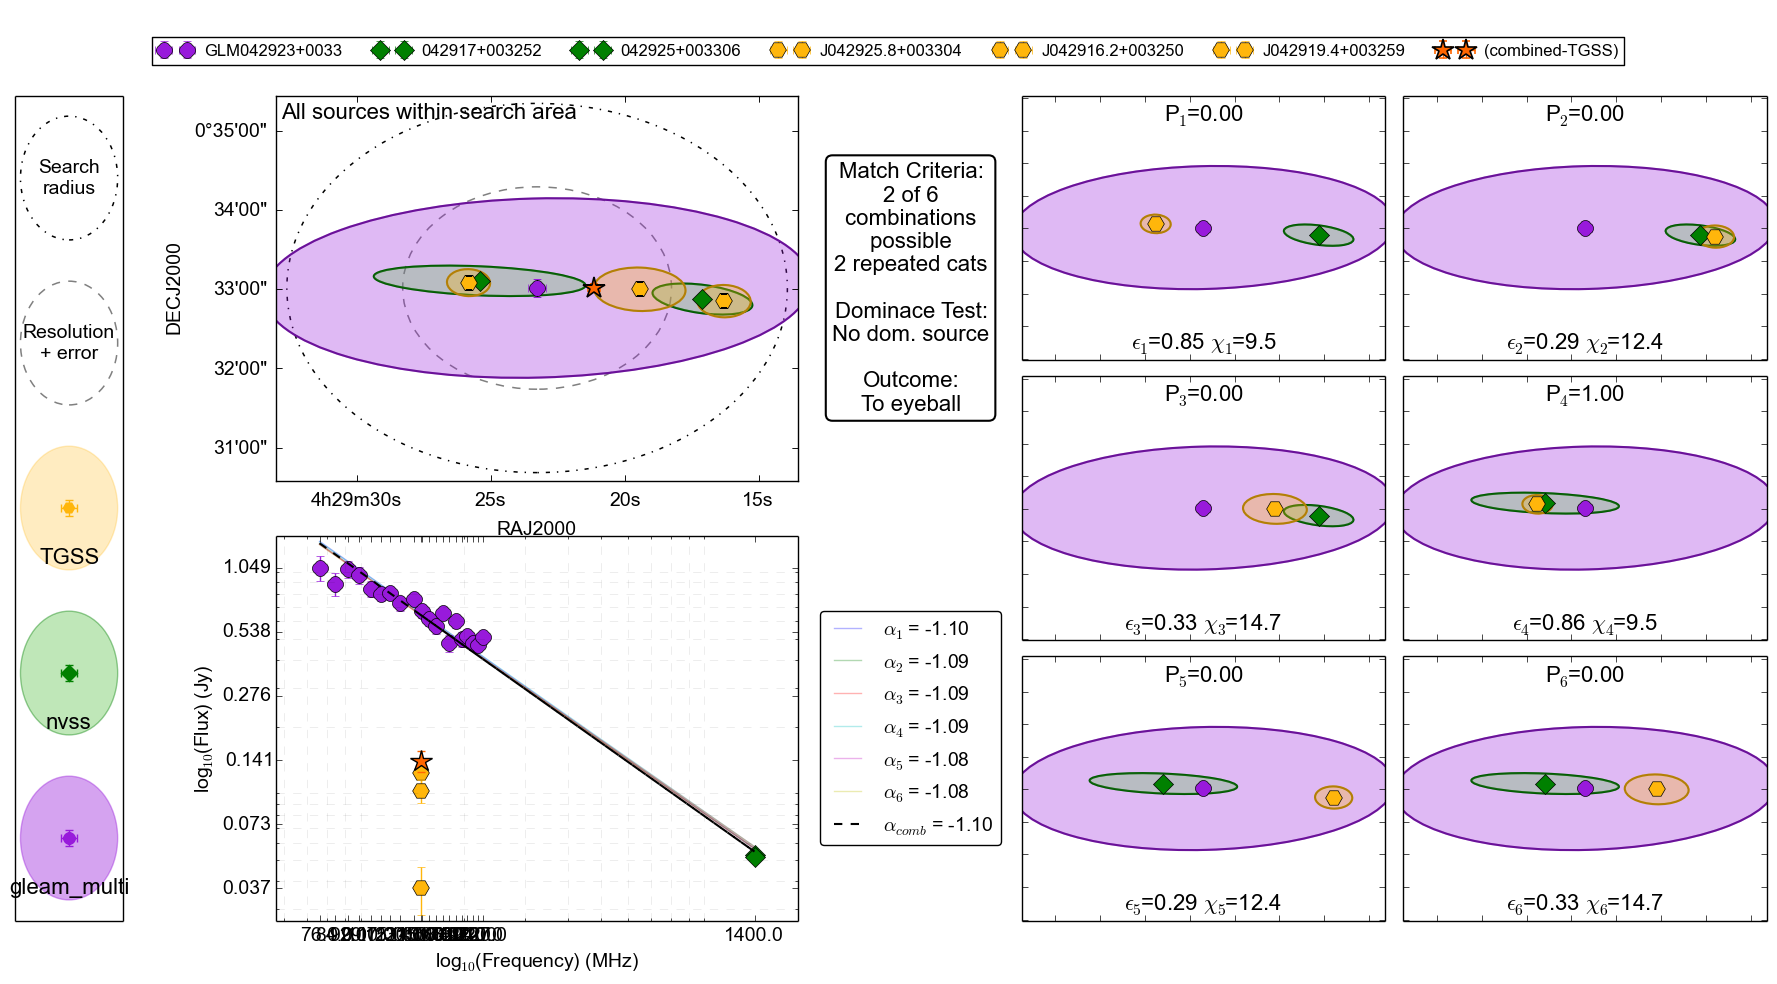 GLM042923+0033 042917+003252 042925+003306 J042925.8+003304 J042916.2+003250 J042919.4+003259 (combined-TGSS)
Search
radius
Resolution
+ error
TGSS
nvss
gleam_multi
All sources within search area
DECJ2000
0°35'00"
34'00"
33'00"
32'00"
31'00"
4h29m30s 25s 20s 15s
RAJ2000
log10(Flux) (Jy)
1.049
0.538
0.276
0.141
0.073
0.037
1400.0
log10(Frequency) (MHz)
Match Criteria:
2 of 6
combinations
possible
2 repeated cats
Dominace Test:
No dom. source
Outcome:
To eyeball
α1 = -1.10
α2 = -1.09
α3 = -1.09
α4 = -1.09
α5 = -1.08
α6 = -1.08
αcomb = -1.10
P1=0.00
ϵ1=0.85 χ1=9.5
P2=0.00
ϵ2=0.29 χ2=12.4
P3=0.00
ϵ3=0.33 χ3=14.7
P4=1.00
ϵ4=0.86 χ4=9.5
P5=0.00
ϵ5=0.29 χ5=12.4
P6=0.00
ϵ6=0.33 χ6=14.7